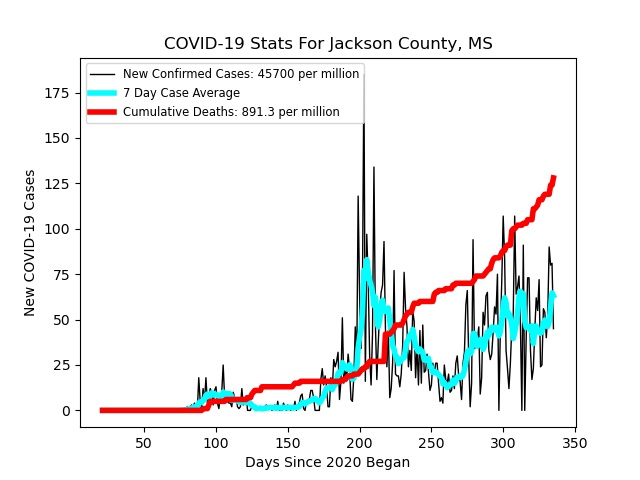 COVID-19 Stats For Jackson County, MS
New Confirmed Cases: 45700 per million
7 Day Case Average
Cumulative Deaths: 891.3 per million
New COVID-19 Cases
175
150
125
100
75
50
25
0
50
100
150
200
250
300
350
Days Since 2020 Began